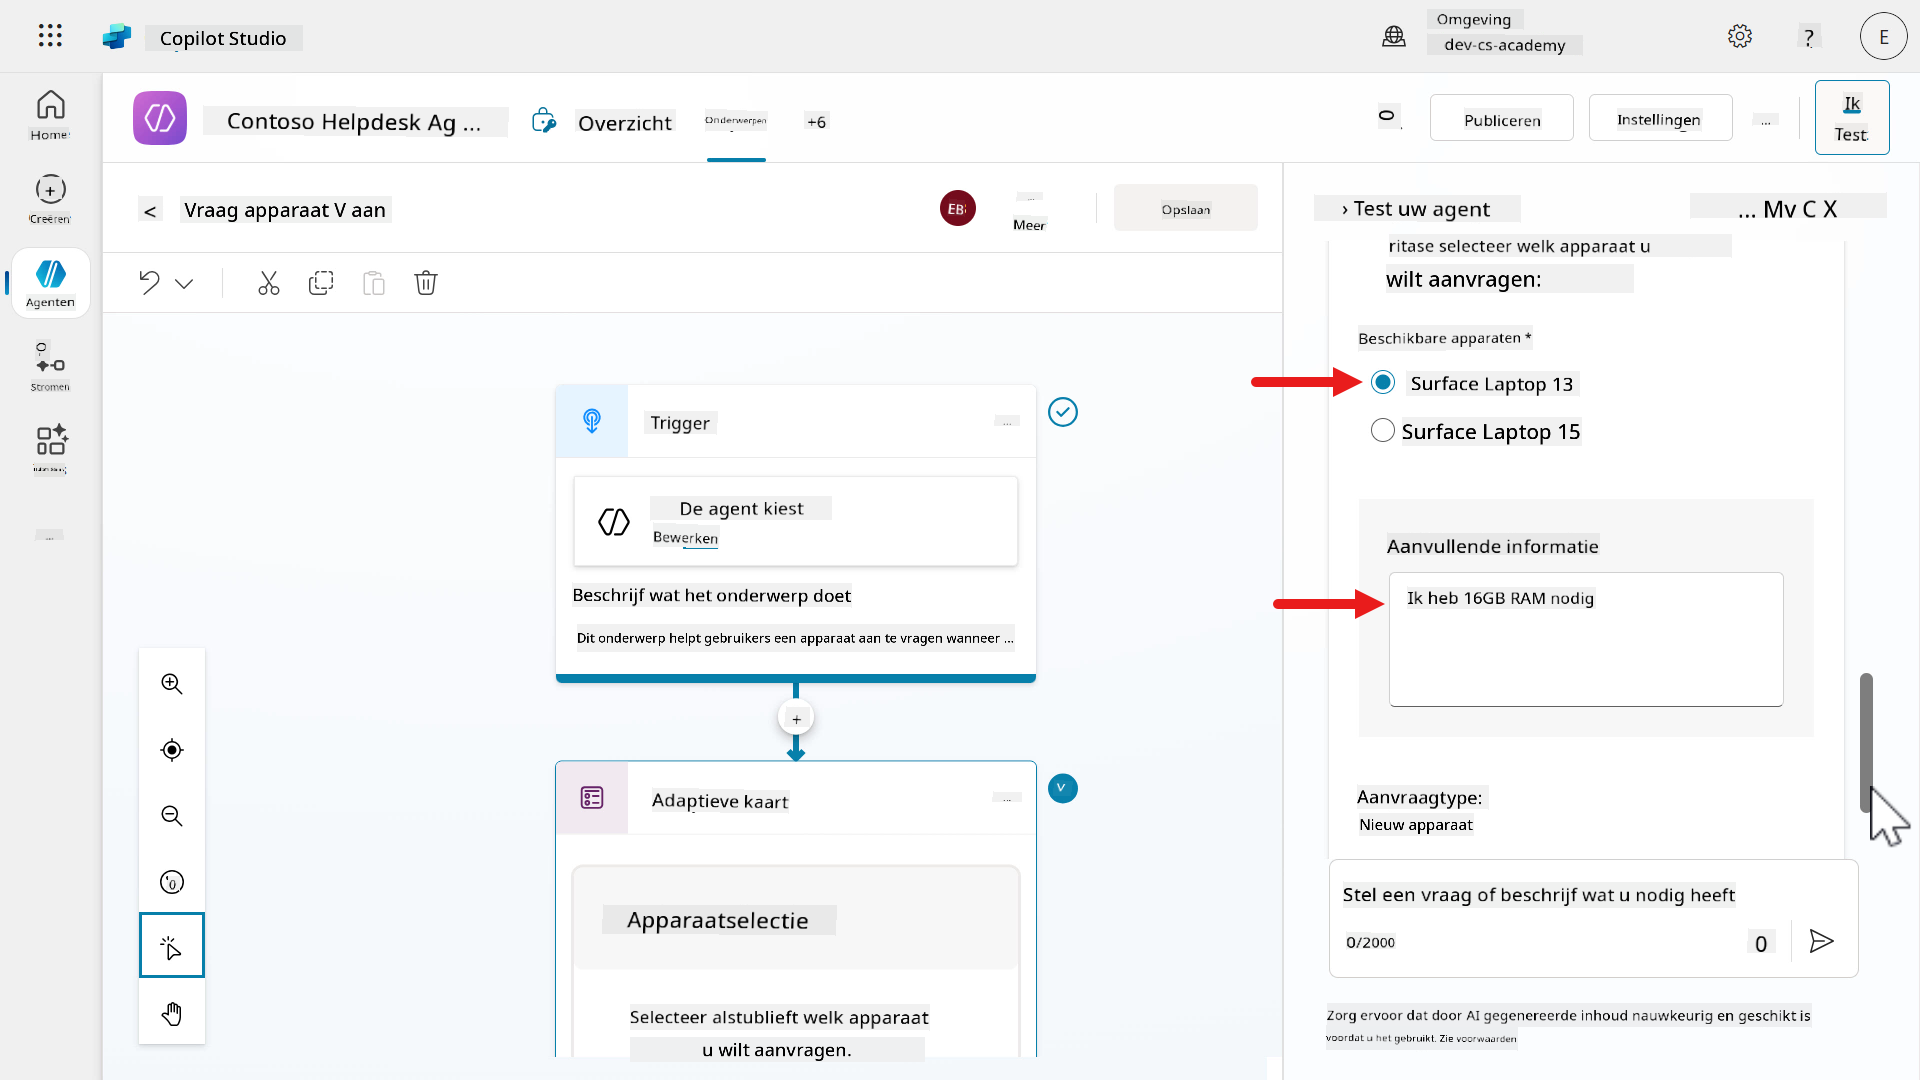 Copilot Studio
Omgeving
dev-cs-academy
?
E
Home
Creëren
Agenten
Stromen
...
Contoso Helpdesk Ag ...
Overzicht
Onderwerpen
+6
Publiceren
Instellingen
...
Ik
Test
<
Vraag apparaat V aan
EB
...
Meer
Opslaan
Trigger
...
De agent kiest
Bewerken
Beschrijf wat het onderwerp doet
Dit onderwerp helpt gebruikers een apparaat aan te vragen wanneer ...
+
Adaptieve kaart
...
V
Apparaatselectie
Selecteer alstublieft welk apparaat
u wilt aanvragen.
› Test uw agent
... Mv C X
ritase selecteer welk apparaat u
wilt aanvragen:
Beschikbare apparaten *
Surface Laptop 13
Surface Laptop 15
Aanvullende informatie
Ik heb 16GB RAM nodig
Aanvraagtype:
Nieuw apparaat
Stel een vraag of beschrijf wat u nodig heeft
0/2000
0
Zorg ervoor dat door AI gegenereerde inhoud nauwkeurig en geschikt is
voordat u het gebruikt. Zie voorwaarden